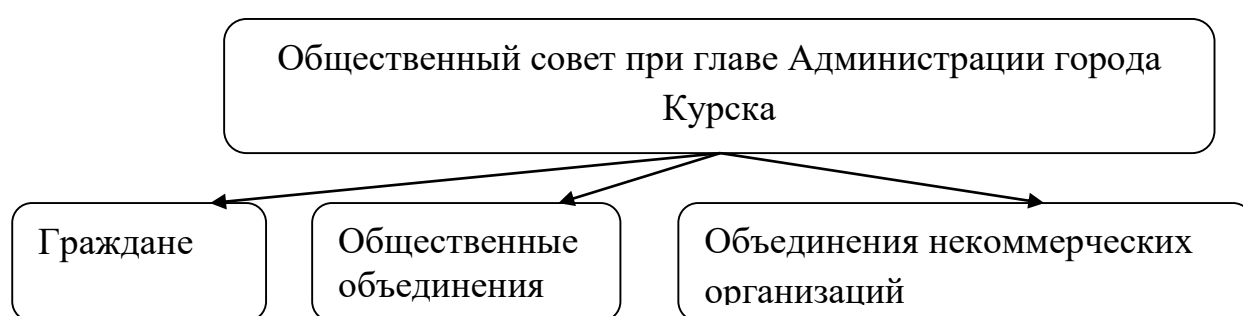 Общественный совет при главе Администрации города
Курска
Граждане
Общественные
объединения
Объединения некоммерческих
организаций